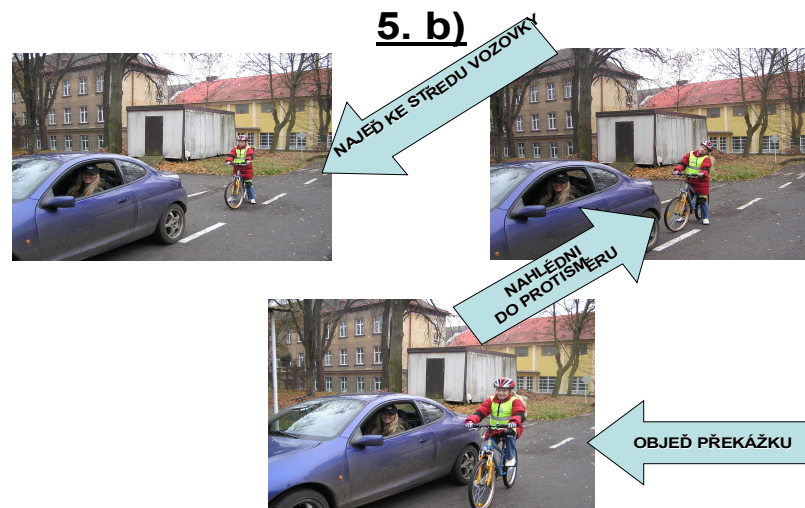 5. b)
NAJEĎ KE STŘEDU VOZOVKY
NAHLÉDNI
DO PROTISMĚRU
OBJEĎ PŘEKÁŽKU